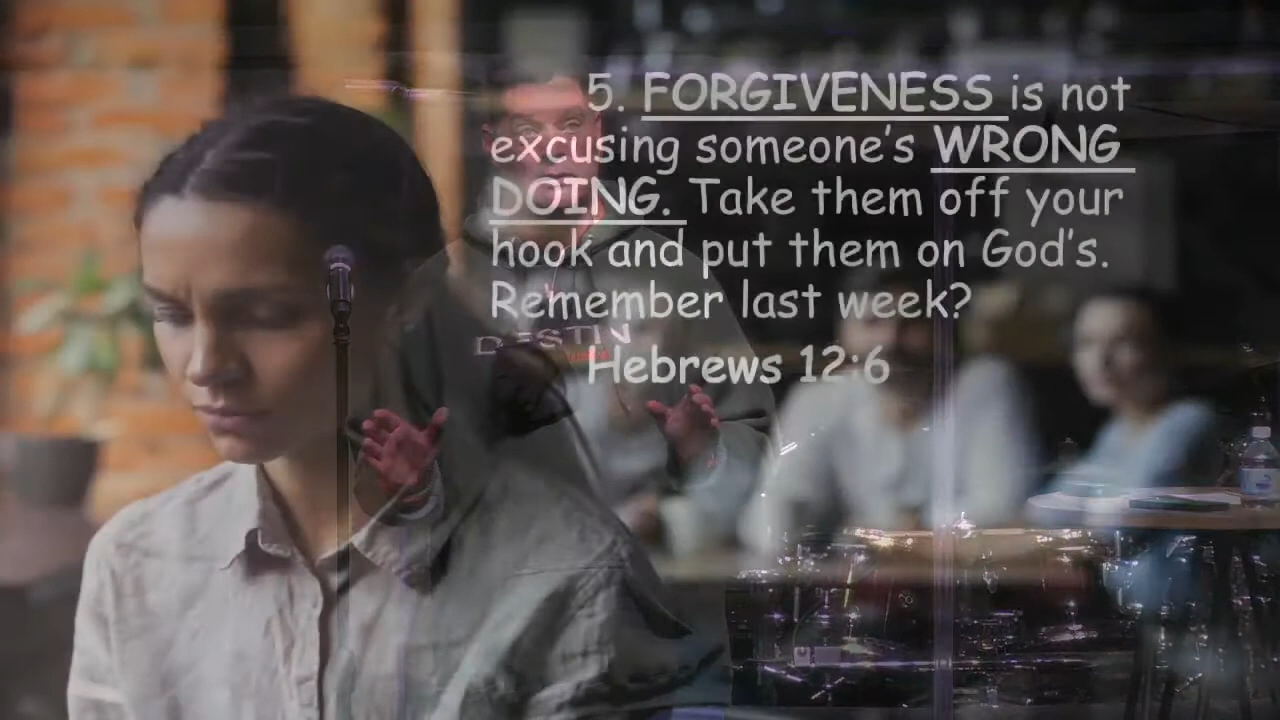 5. FORGIVENESS is not
excusing someone's WRONG
DOING. Take them off your
hook and put them on God's.
Remember last week?
Hebrews 12:6
DESTIN